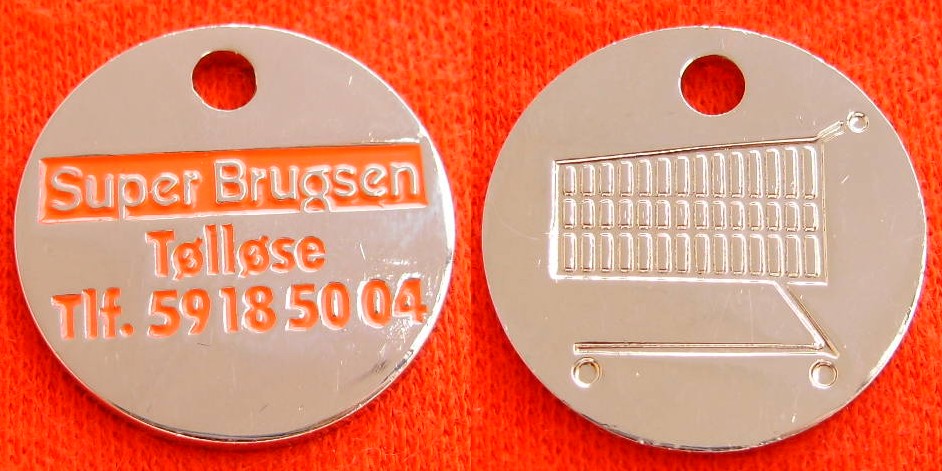 Super Brugsen
Tølløse
Tlf. 59 18 50 04